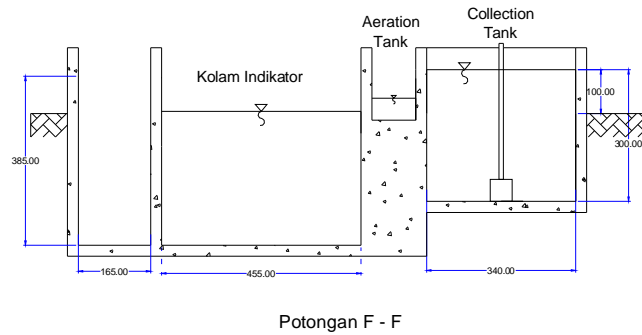 Aeration
Tank
Collection
Tank
Kolam Indikator
100.00
300.00
385.00
165.00
455.00
340.00
Potongan F - F